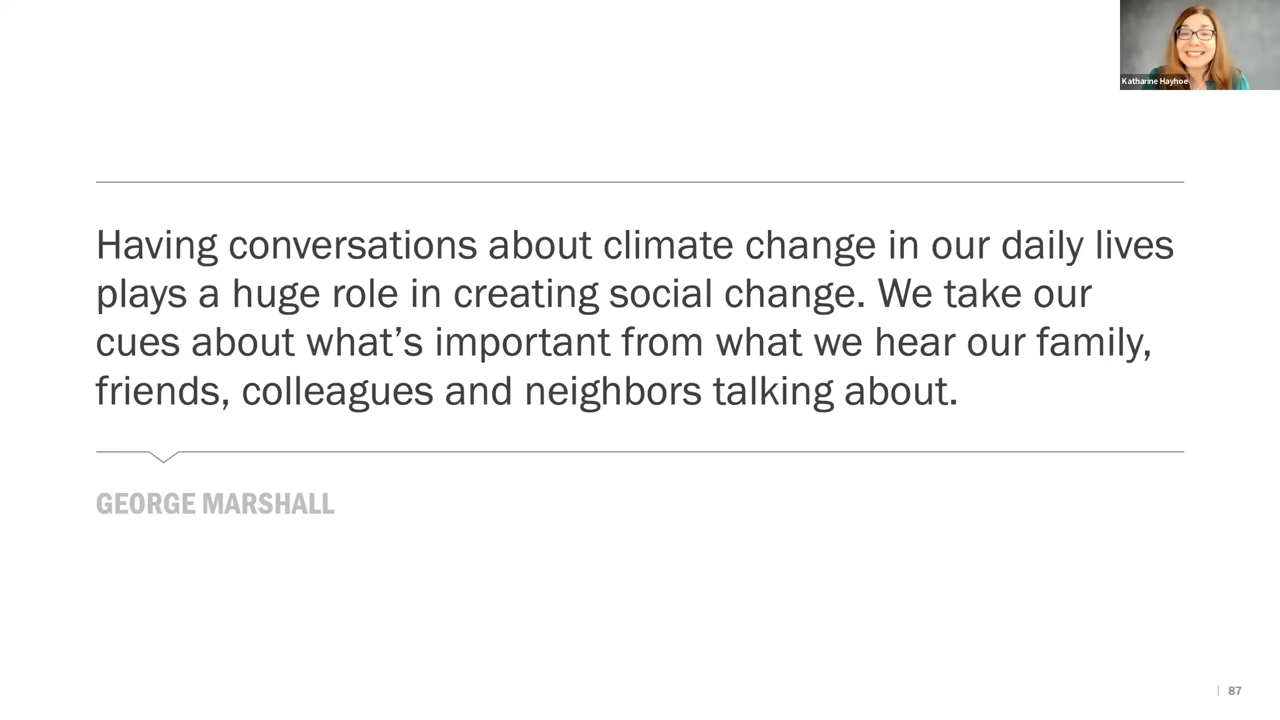 Katharine Hayhoe
Having conversations about climate change in our daily lives
plays a huge role in creating social change. We take our
cues about what’s important from what we hear our family,
friends, colleagues and neighbors talking about.
GEORGE MARSHALL
| 87